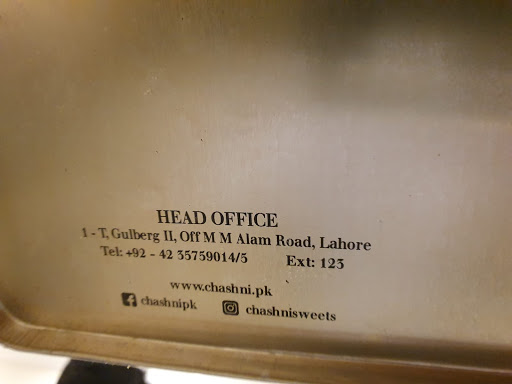 HEAD OFFICE
1 - T, Gulberg II, Off M M Alam Road, Lahore
Tel: +92 - 42 35759014/5 Ext: 123
www.chashni.pk
chashnipk chashnisweets